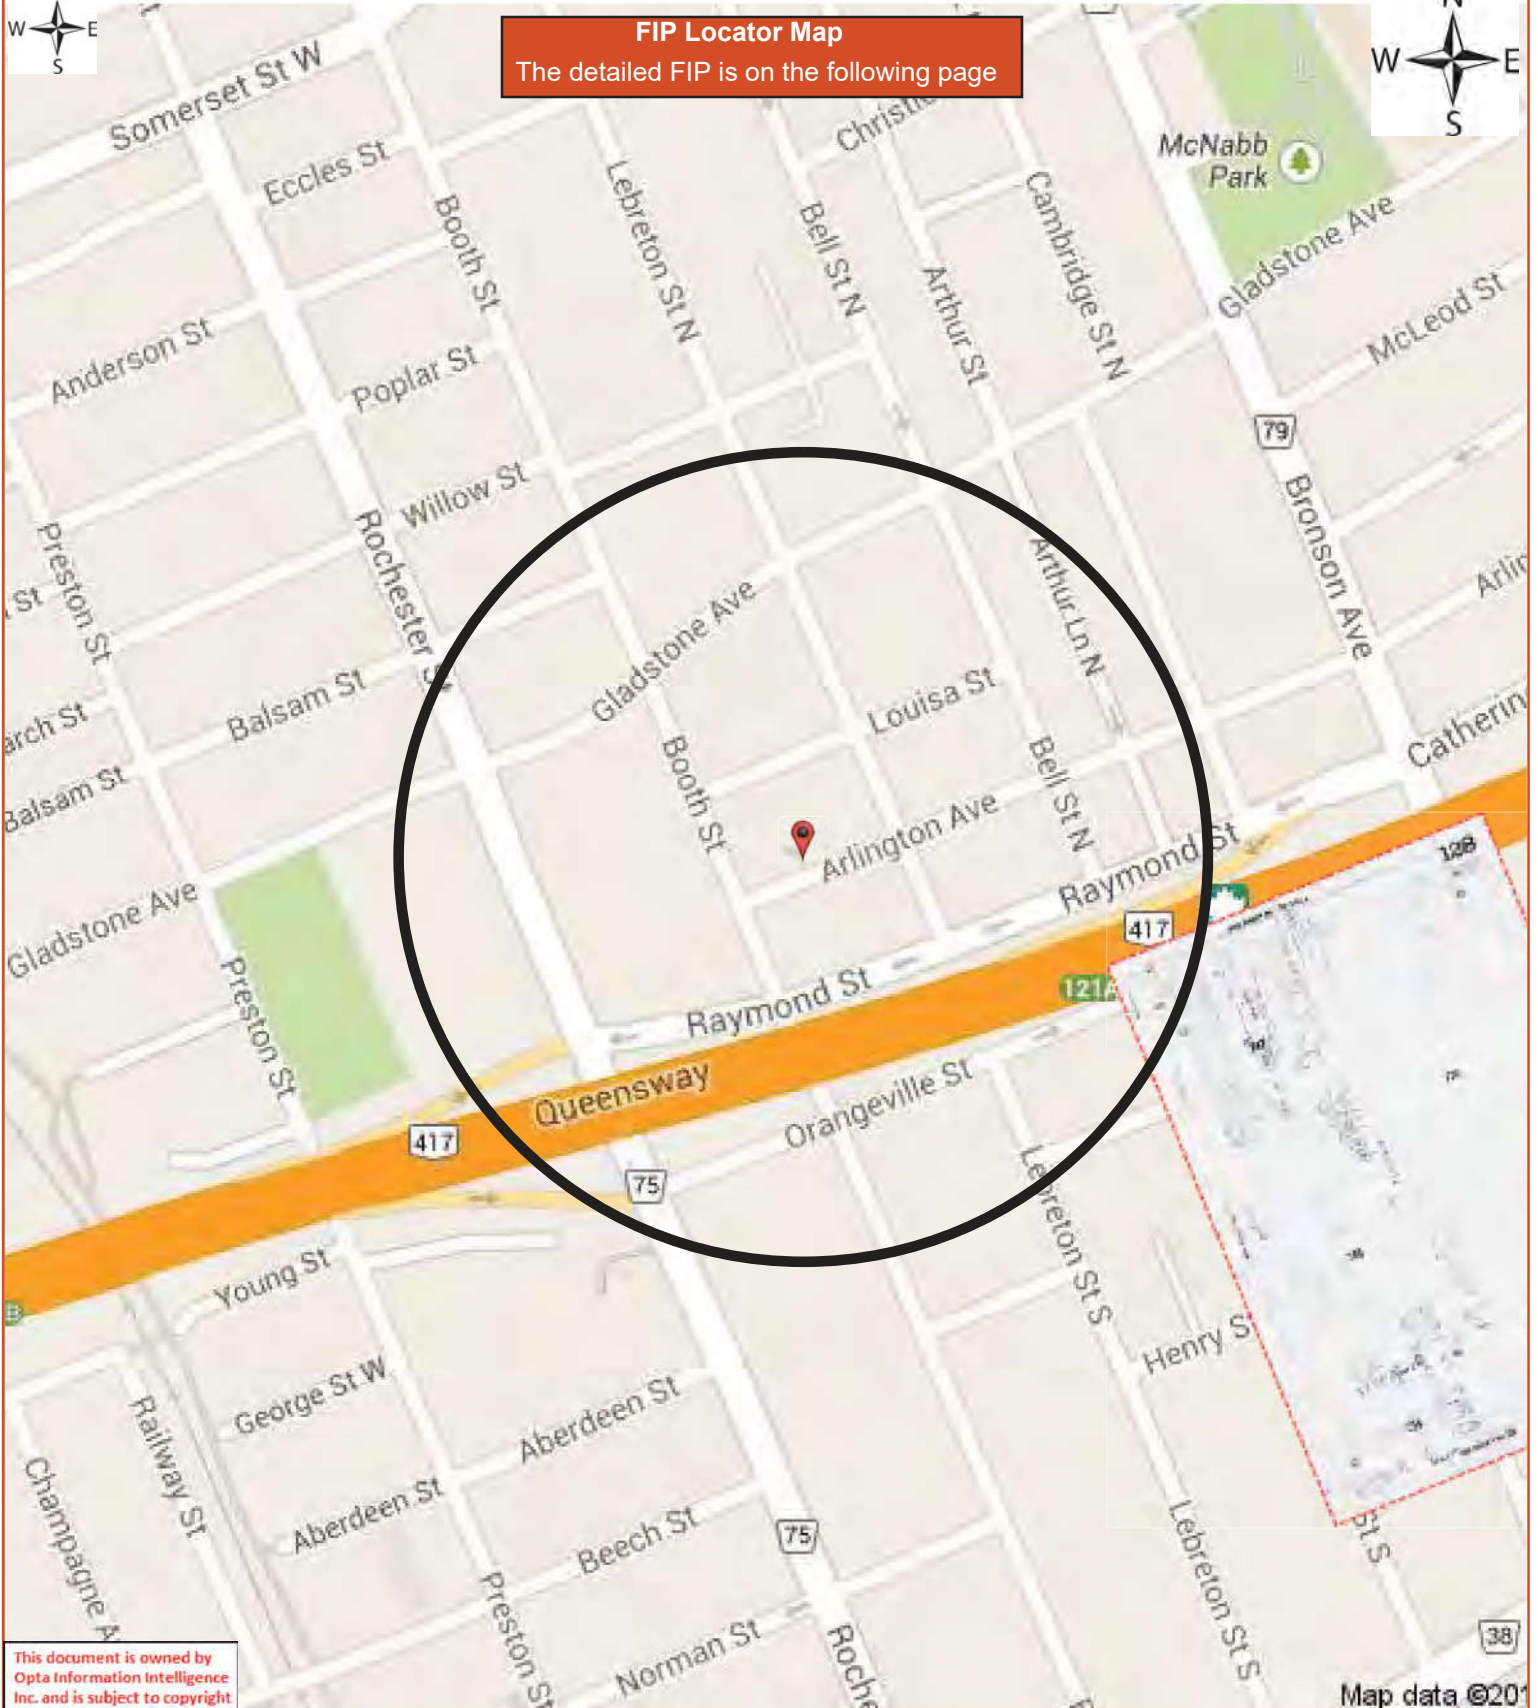 W E
S
FIP Locator Map
The detailed FIP is on the following page
N
W E
S
Somerset St W
Eccles St
Booth St
Lebreton St N
Bell St N
Arthur St
Cambridge St N
McNabb
Park
Gladstone Ave
McLeod St
Anderson St
Poplar St
Willow St
79
Preston St
Rochester St
Bronson Ave
St
Balsam St
Gladstone Ave
Arthur Ln N
Louisa St
Balsam St
Booth St
Bell St N
Arlington Ave
Raymond St
128
417
Gladstone Ave
Preston St
121A
Raymond St
Queensway
Orangeville St
417
75
Lebreton St S
Young St
Henry S
George St W
Railway St
Aberdeen St
Aberdeen St
Champagne A
Beech St
75
Lebreton St S
St S
Preston St
Norman St
Roche
38
This document is owned by
Opta Information Intelligence
Inc. and is subject to copyright
Map data ©201